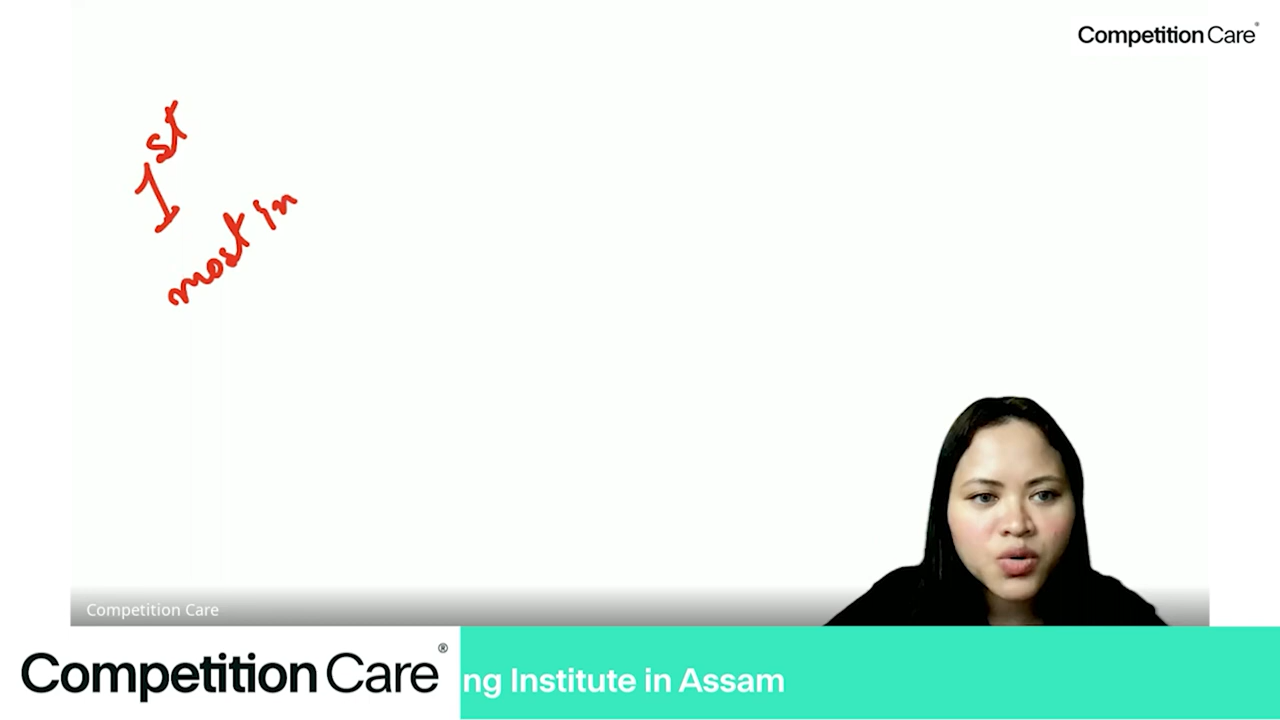 Competition Care®
1st
most in
Competition Care
Competition Care®
ng Institute in Assam